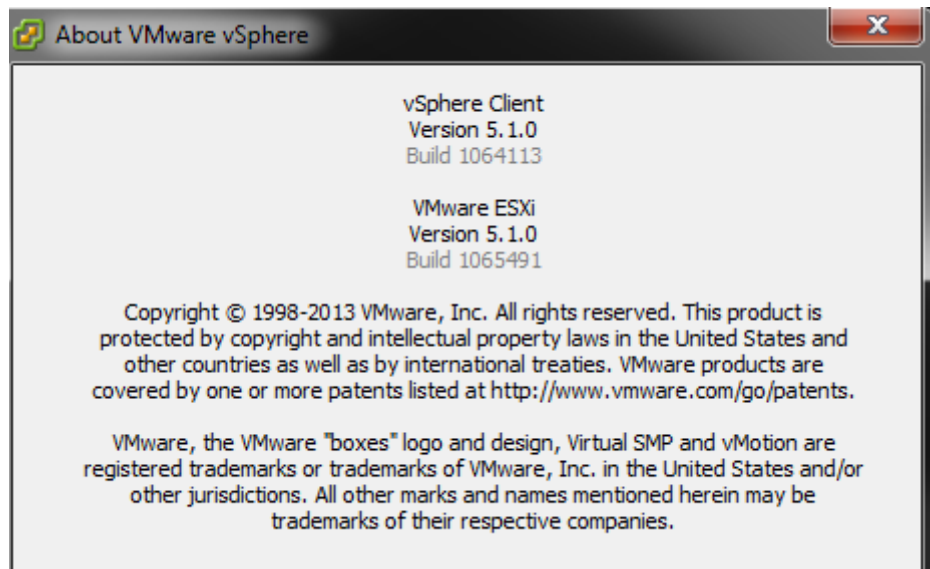 About VMware vSphere
vSphere Client
Version 5.1.0
Build 1064113
VMware ESXi
Version 5.1.0
Build 1065491
Copyright © 1998-2013 VMware, Inc. All rights reserved. This product is
protected by copyright and intellectual property laws in the United States and
other countries as well as by international treaties. VMware products are
covered by one or more patents listed at http://www.vmware.com/go/patents.
VMware, the VMware "boxes" logo and design, Virtual SMP and vMotion are
registered trademarks or trademarks of VMware, Inc. in the United States and/or
other jurisdictions. All other marks and names mentioned herein may be
trademarks of their respective companies.